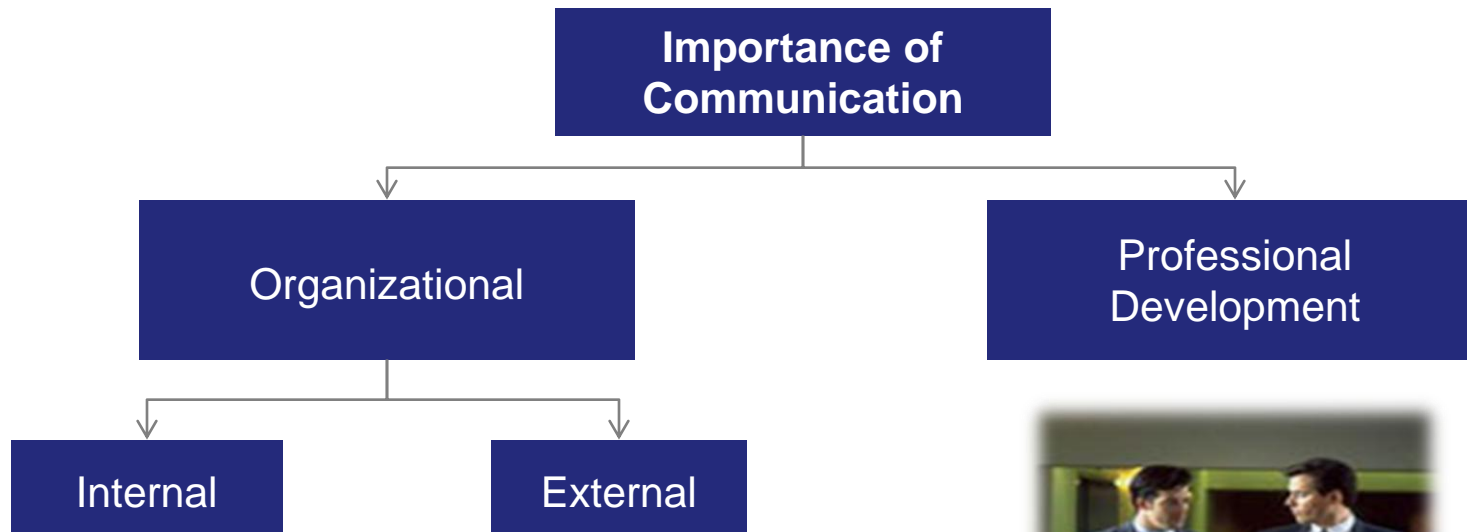 Importance of
Communication
Organizational
Professional
Development
Internal
External